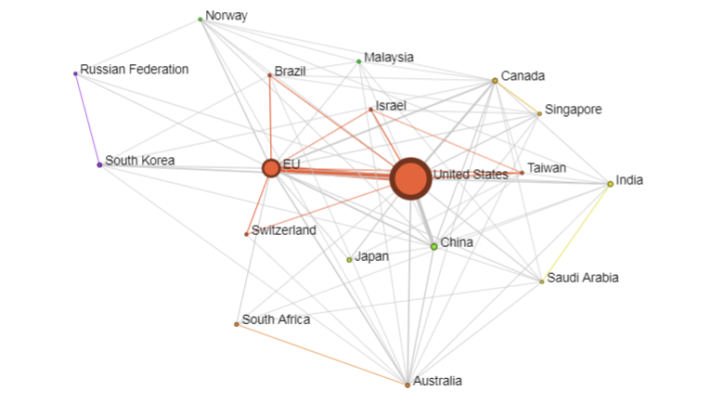 Norway
Malaysia
Russian Federation
Brazil
Canada
Israel
Singapore
South Korea
EU
United States
Taiwan
India
Switzerland
China
Japan
Saudi Arabia
South Africa
Australia